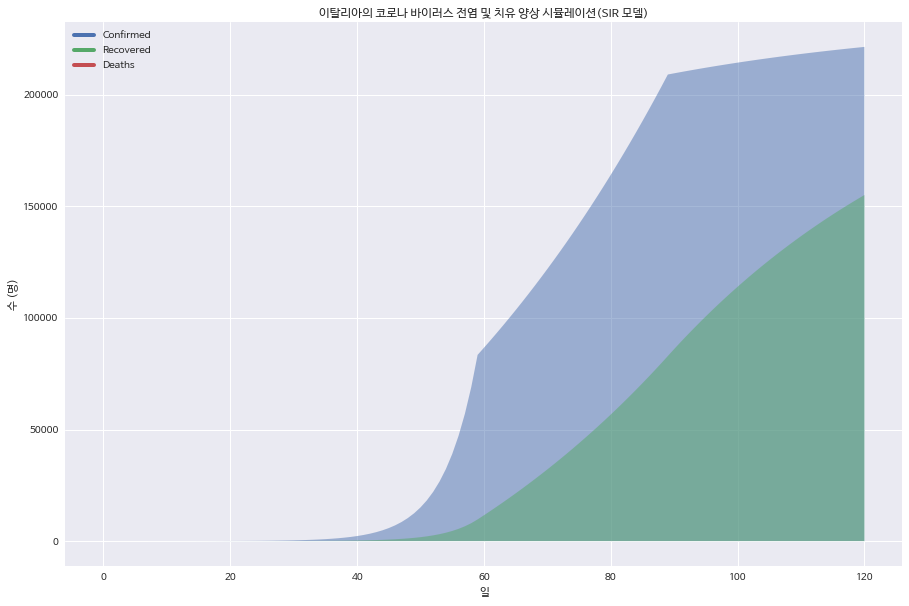 이탈리아의 코로나 바이러스 전염 및 치유 양상 시뮬레이션(SIR 모델)
Confirmed
Recovered
Deaths
200000
150000
100000
50000
0
수 (명)
0 20 40 60 80 100 120
일